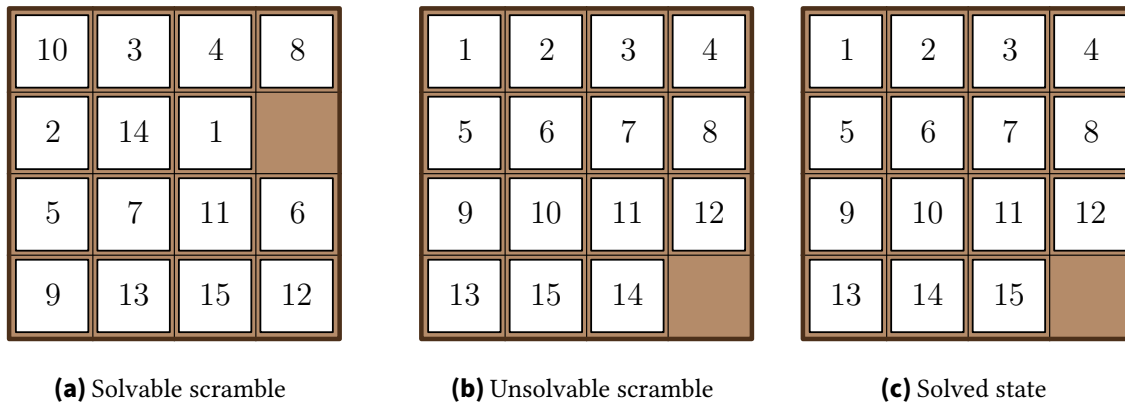 10 3 4 8 1 2 3 4 1 2 3 4
2 14 1 5 6 7 8 5 6 7 8
5 7 11 6 9 10 11 12 9 10 11 12
9 13 15 12 13 15 14 13 14 15
(a) Solvable scramble (b) Unsolvable scramble (c) Solved state